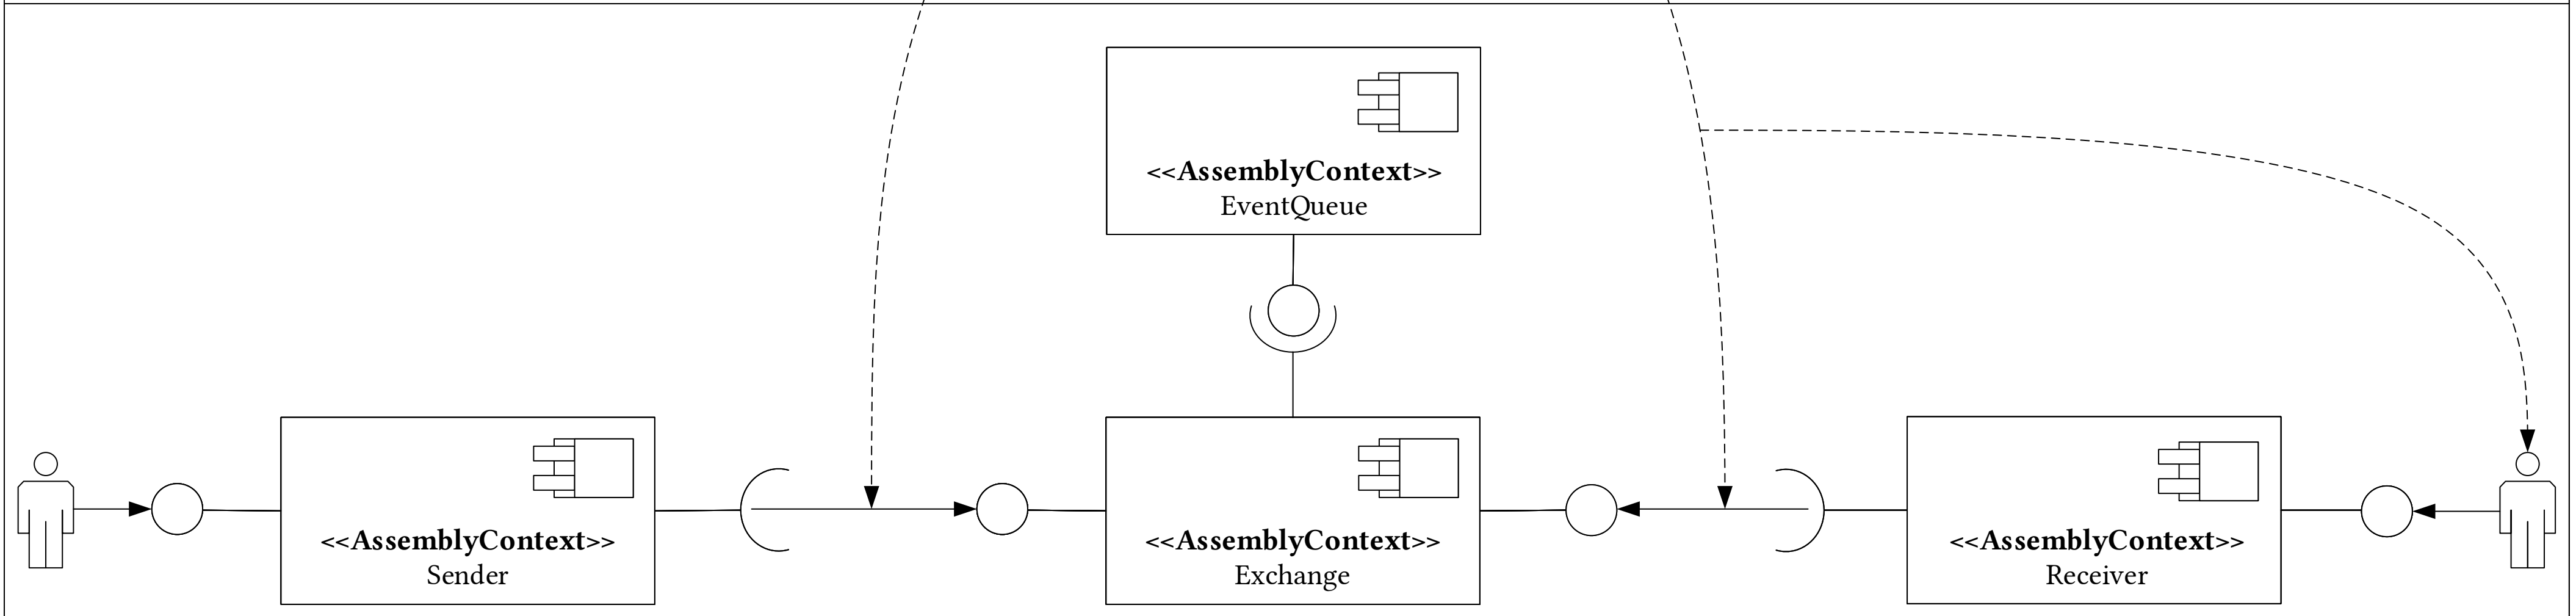 <<AssemblyContext>>
EventQueue
<<AssemblyContext>>
Sender
<<AssemblyContext>>
Exchange
<<AssemblyContext>>
Receiver